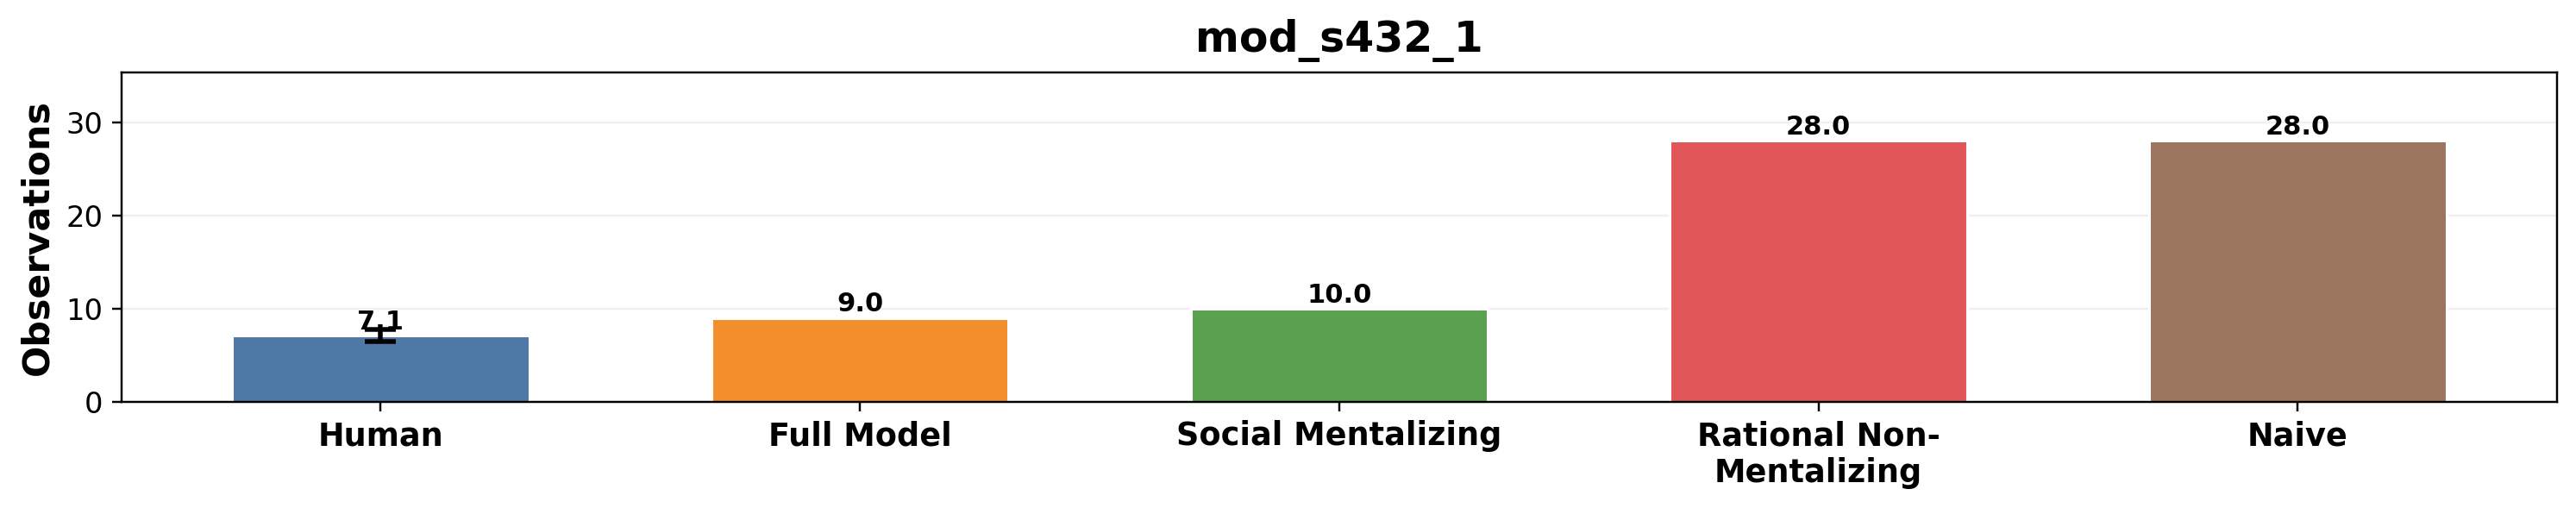 mod_s432_1
Observations
30
20
10
0
7.1
9.0
10.0
28.0
28.0
Human
Full Model
Social Mentalizing
Rational Non-
Mentalizing
Naive